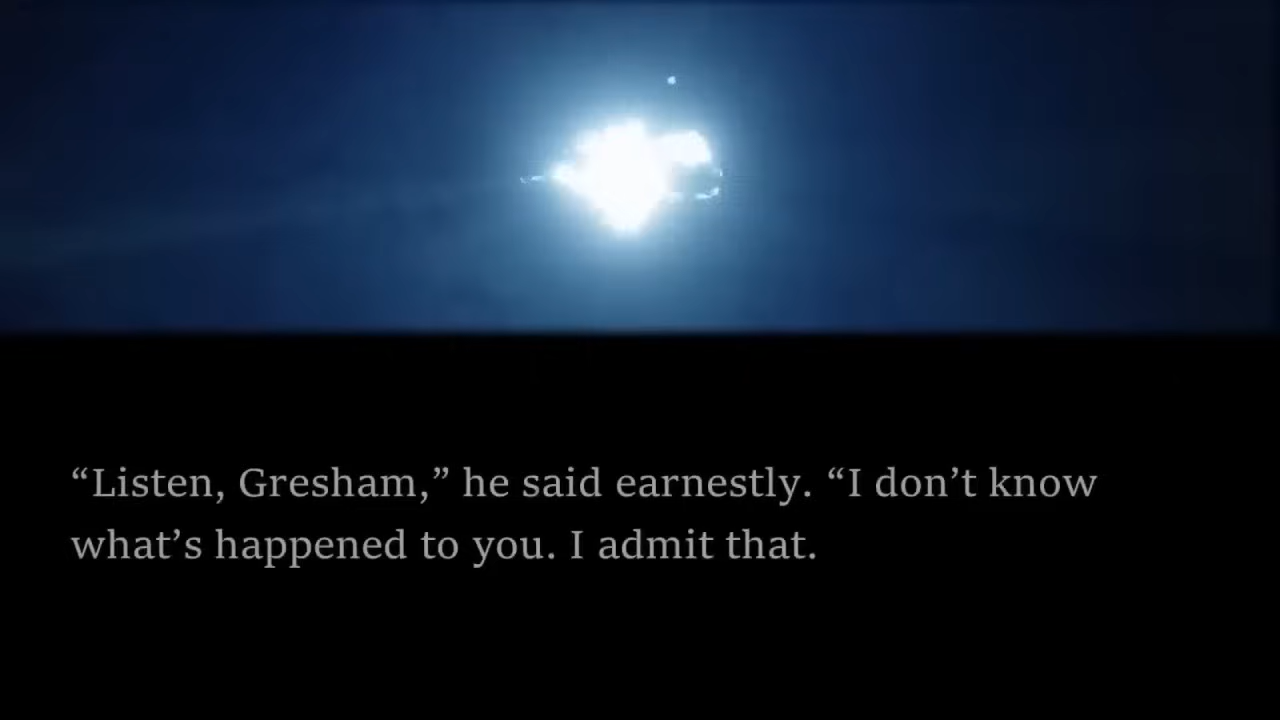 “Listen, Gresham,” he said earnestly. “I don’t know
what’s happened to you. I admit that.